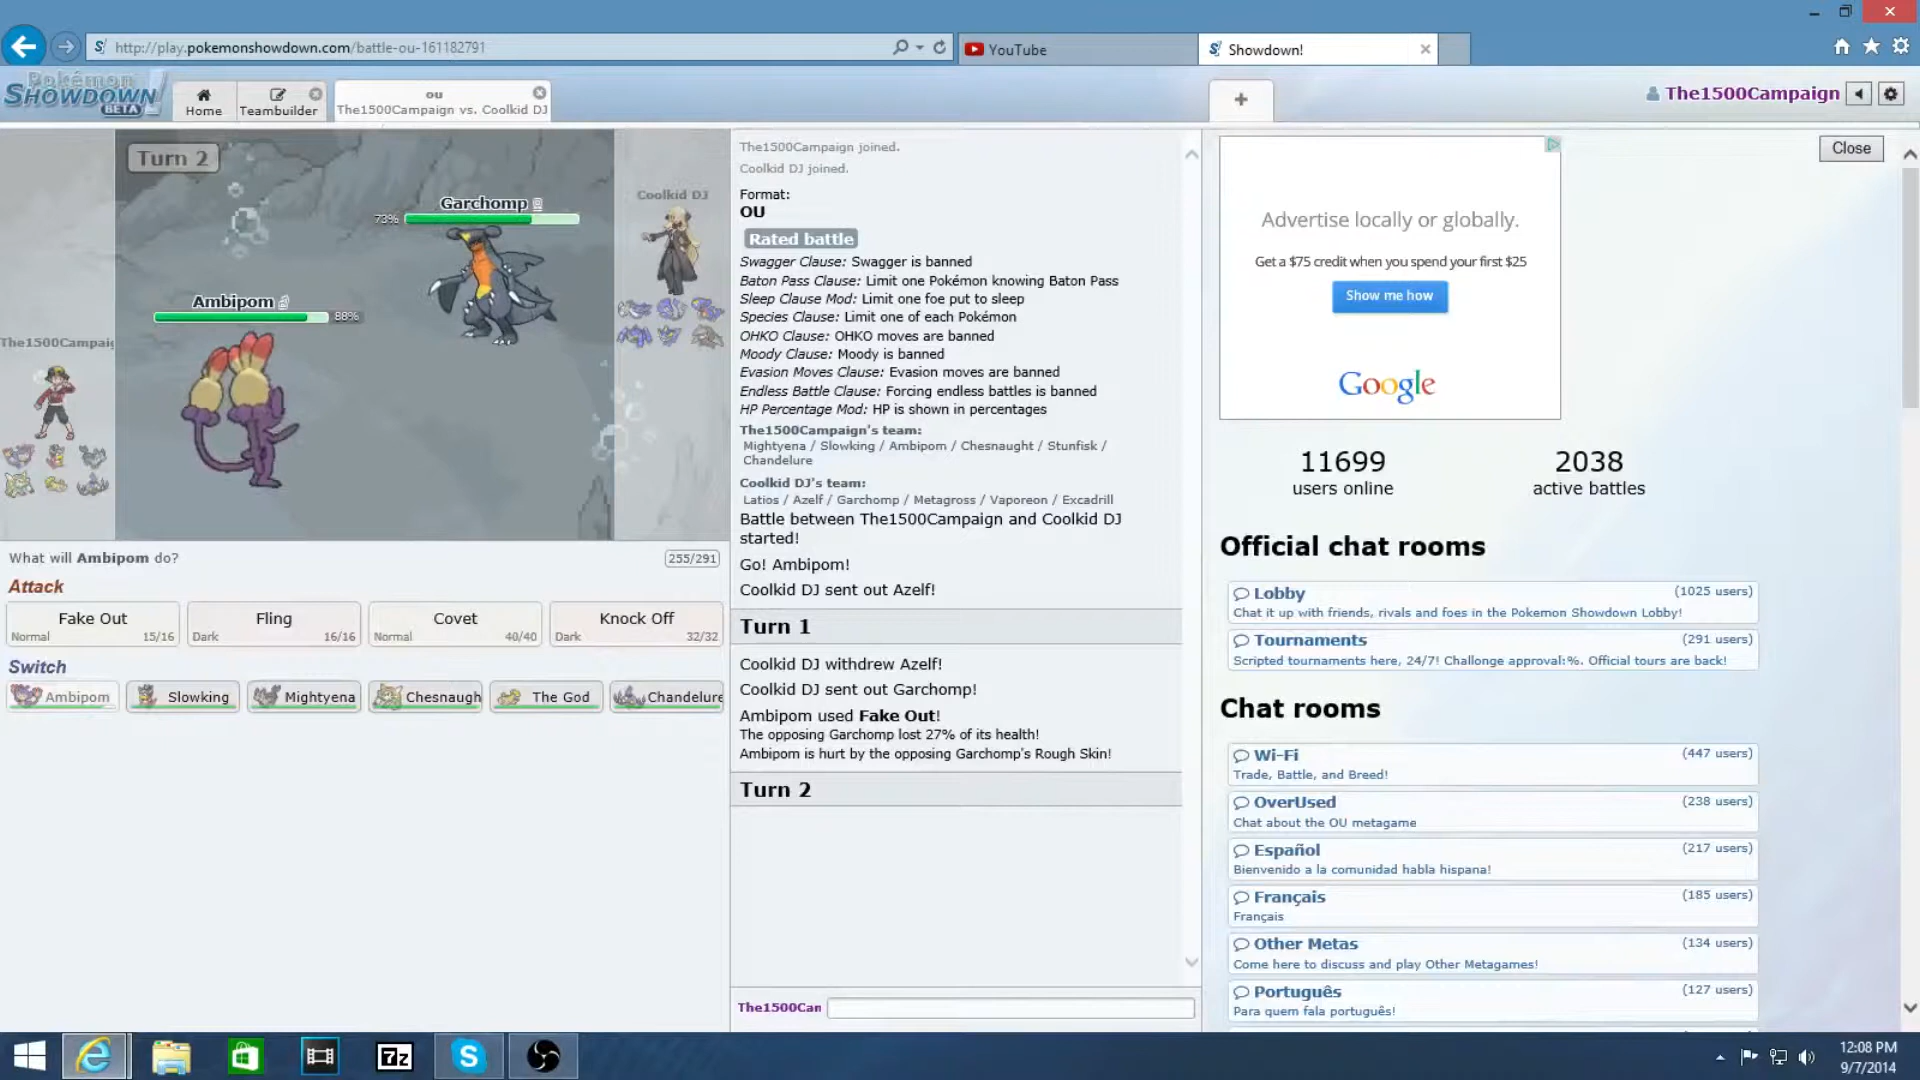 http://play.pokemonshowdown.com/battle-ou-161182791
YouTube
Showdown!
Pokémon
SHOWDOWN
BETA
Home
Teambuilder
ou
The1500Campaign vs. Coolkid DJ
+
The1500Campaign
Turn 2
Garchomp
73%
Ambipom
88%
Coolkid DJ
The1500Campaig
What will Ambipom do?
255/291
Attack
Fake Out
Normal 15/16
Fling
Dark 16/16
Covet
Normal 40/40
Knock Off
Dark 32/32
Switch
Ambipom
Slowking
Mightyena
Chesnaugh
The God
Chandelure
The1500Campaign joined.
Coolkid DJ joined.
Format:
OU
Rated battle
Swagger Clause: Swagger is banned
Baton Pass Clause: Limit one Pokémon knowing Baton Pass
Sleep Clause Mod: Limit one foe put to sleep
Species Clause: Limit one of each Pokémon
OHKO Clause: OHKO moves are banned
Moody Clause: Moody is banned
Evasion Moves Clause: Evasion moves are banned
Endless Battle Clause: Forcing endless battles is banned
HP Percentage Mod: HP is shown in percentages
The1500Campaign's team:
Mightyena / Slowking / Ambipom / Chesnaught / Stunfisk /
Chandelure
Coolkid DJ's team:
Latios / Azelf / Garchomp / Metagross / Vaporeon / Excadrill
Battle between The1500Campaign and Coolkid DJ
started!
Go! Ambipom!
Coolkid DJ sent out Azelf!
Turn 1
Coolkid DJ withdrew Azelf!
Coolkid DJ sent out Garchomp!
Ambipom used Fake Out!
The opposing Garchomp lost 27% of its health!
Ambipom is hurt by the opposing Garchomp's Rough Skin!
Turn 2
The1500Can
Close
Advertise locally or globally.
Get a $75 credit when you spend your first $25
Show me how
Google
11699
users online
2038
active battles
Official chat rooms
Lobby (1025 users)
Chat it up with friends, rivals and foes in the Pokemon Showdown Lobby!
Tournaments (291 users)
Scripted tournaments here, 24/7! Challonge approval:%. Official tours are back!
Chat rooms
Wi-Fi (447 users)
Trade, Battle, and Breed!
OverUsed (238 users)
Chat about the OU metagame
Español (217 users)
Bienvenido a la comunidad habla hispana!
Français (185 users)
Français
Other Metas (134 users)
Come here to discuss and play Other Metagames!
Português (127 users)
Para quem fala português!
7z
12:08 PM
9/7/2014